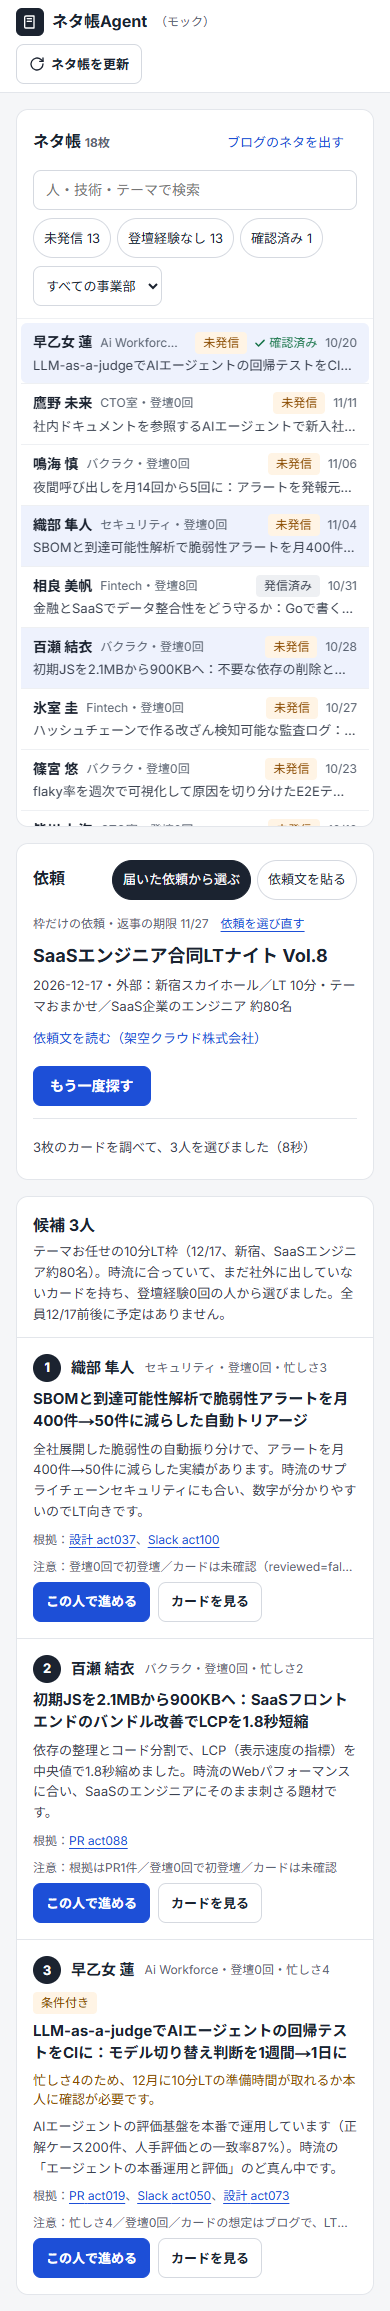 ネタ帳Agent （モック）
ネタ帳を更新
ネタ帳 18枚 ブログのネタを出す
人・技術・テーマで検索
未発信 13 登壇経験なし 13 確認済み 1
すべての事業部
早乙女 蓮 Ai Workforc... 未発信 確認済み 10/20
LLM-as-a-judgeでAIエージェントの回帰テストをCI...
鷹野 未来 CTO室・登壇0回 未発信 11/11
社内ドキュメントを参照するAIエージェントで新入社...
鳴海 慎 バクラク・登壇0回 未発信 11/06
夜間呼び出しを月14回から5回に：アラートを発報元...
織部 隼人 セキュリティ・登壇0回 未発信 11/04
SBOMと到達可能性解析で脆弱性アラートを月400件...
相良 美帆 Fintech・登壇8回 発信済み 10/31
金融とSaaSでデータ整合性をどう守るか：Goで書く...
百瀬 結衣 バクラク・登壇0回 未発信 10/28
初期JSを2.1MBから900KBへ：不要な依存の削除と...
氷室 圭 Fintech・登壇0回 未発信 10/27
ハッシュチェーンで作る改ざん検知可能な監査ログ：...
篠宮 悠 バクラク・登壇0回 未発信 10/23
flaky率を週次で可視化して原因を切り分けたE2Eテ...
依頼 届いた依頼から選ぶ 依頼文を貼る
枠だけの依頼・返事の期限 11/27 依頼を選び直す
SaaSエンジニア合同LTナイト Vol.8
2026-12-17・外部：新宿スカイホール／LT 10分・テー
マおまかせ／SaaS企業のエンジニア 約80名
依頼文を読む（架空クラウド株式会社）
もう一度探す
3枚のカードを調べて、3人を選びました（8秒）
候補 3人
テーマお任せの10分LT枠（12/17、新宿、SaaSエンジニ
ア約80名）。時流に合っていて、まだ社外に出していな
いカードを持ち、登壇経験0回の人から選びました。全
員12/17前後に予定はありません。
1 織部 隼人 セキュリティ・登壇0回・忙しさ3
SBOMと到達可能性解析で脆弱性アラートを月
400件→50件に減らした自動トリアージ
全社展開した脆弱性の自動振り分けで、アラートを月
400件→50件に減らした実績があります。時流のサプ
ライチェーンセキュリティにも合い、数字が分かりやす
いのでLT向きです。
根拠：設計 act037、Slack act100
注意：登壇0回で初登壇／カードは未確認（reviewed=fal...
この人で進める カードを見る
2 百瀬 結衣 バクラク・登壇0回・忙しさ2
初期JSを2.1MBから900KBへ：SaaSフロント
エンドのバンドル改善でLCPを1.8秒短縮
依存の整理とコード分割で、LCP（表示速度の指標）を
中央値で1.8秒縮めました。時流のWebパフォーマンス
に合い、SaaSのエンジニアにそのまま刺さる題材で
す。
根拠：PR act088
注意：根拠はPR1件／登壇0回で初登壇／カードは未確認
この人で進める カードを見る
3 早乙女 蓮 Ai Workforce・登壇0回・忙しさ4
条件付き
LLM-as-a-judgeでAIエージェントの回帰テス
トをCIに：モデル切り替え判断を1週間→1日に
忙しさ4のため、12月に10分LTの準備時間が取れるか本
人に確認が必要です。
AIエージェントの評価基盤を本番で運用しています（正
解ケース200件、人手評価との一致率87%）。時流の
「エージェントの本番運用と評価」のど真ん中です。
根拠：PR act019、Slack act050、設計 act073
注意：忙しさ4／登壇0回／カードの想定はブログで、LT...
この人で進める カードを見る